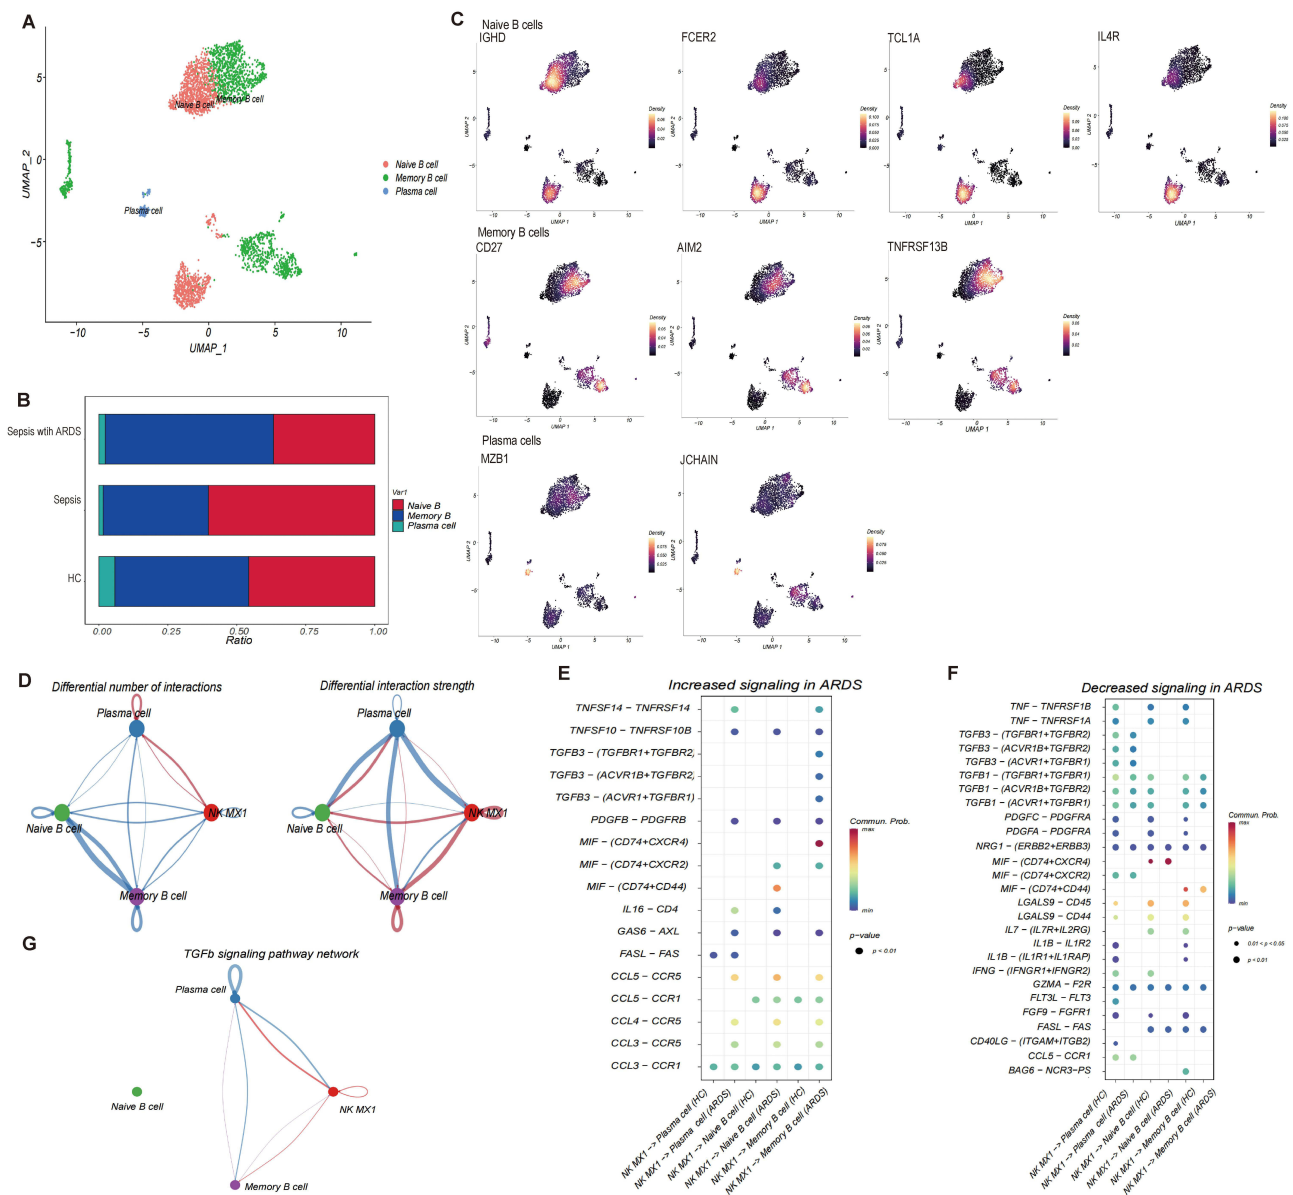 A
5
0
−5
−10
−5
0
5
10
UMAP_2
UMAP_1
Naive B cell
Memory B cell
Plasma cell
Naive B cell
Memory B cell
Plasma cell
B
Sepsis wtih ARDS
Sepsis
HC
0.00
0.25
0.50
0.75
1.00
Ratio
Var1
Naive B
Memory B
Plasma cell
C
Naive B cells
IGHD
FCER2
TCL1A
IL4R
Memory B cells
CD27
AIM2
TNFRSF13B
Plasma cells
MZB1
JCHAIN
Density
UMAP 1
UMAP 2
D
Differential number of interactions
Plasma cell
Naive B cell
NK MX1
Memory B cell
Differential interaction strength
Plasma cell
Naive B cell
NK MX1
Memory B cell
E
Increased signaling in ARDS
TNFSF14 − TNFRSF14
TNFSF10 − TNFRSF10B
TGFB3 − (TGFBR1+TGFBR2)
TGFB3 − (ACVR1B+TGFBR2)
TGFB3 − (ACVR1+TGFBR1)
PDGFB − PDGFRB
MIF − (CD74+CXCR4)
MIF − (CD74+CXCR2)
MIF − (CD74+CD44)
IL16 − CD4
GAS6 − AXL
FASL − FAS
CCL5 − CCR5
CCL5 − CCR1
CCL4 − CCR5
CCL3 − CCR5
CCL3 − CCR1
NK MX1 −> Plasma cell (HC)
NK MX1 −> Plasma cell (ARDS)
NK MX1 −> Naive B cell (HC)
NK MX1 −> Naive B cell (ARDS)
NK MX1 −> Memory B cell (HC)
NK MX1 −> Memory B cell (ARDS)
Commun. Prob.
max
min
p−value
p < 0.01
F
Decreased signaling in ARDS
TNF − TNFRSF1B
TNF − TNFRSF1A
TGFB3 − (TGFBR1+TGFBR2)
TGFB3 − (ACVR1B+TGFBR2)
TGFB3 − (ACVR1+TGFBR1)
TGFB1 − (TGFBR1+TGFBR1)
TGFB1 − (ACVR1B+TGFBR2)
TGFB1 − (ACVR1+TGFBR1)
PDGFC − PDGFRA
PDGFA − PDGFRA
NRG1 − (ERBB2+ERBB3)
MIF − (CD74+CXCR4)
MIF − (CD74+CXCR2)
MIF − (CD74+CD44)
LGALS9 − CD45
LGALS9 − CD44
IL7 − (IL7R+IL2RG)
IL1B − IL1R2
IL1B − (IL1R1+IL1RAP)
IFNG − (IFNGR1+IFNGR2)
GZMA − F2R
FLT3L − FLT3
FGF9 − FGFR1
FASL − FAS
CD40LG − (ITGAM+ITGB2)
CCL5 − CCR1
BAG6 − NCR3−PS
NK MX1 −> Plasma cell (HC)
NK MX1 −> Plasma cell (ARDS)
NK MX1 −> Naive B cell (HC)
NK MX1 −> Naive B cell (ARDS)
NK MX1 −> Memory B cell (HC)
NK MX1 −> Memory B cell (ARDS)
Commun. Prob.
max
min
p−value
0.01 < p < 0.05
p < 0.01
G
TGFb signaling pathway network
Plasma cell
Naive B cell
NK MX1
Memory B cell